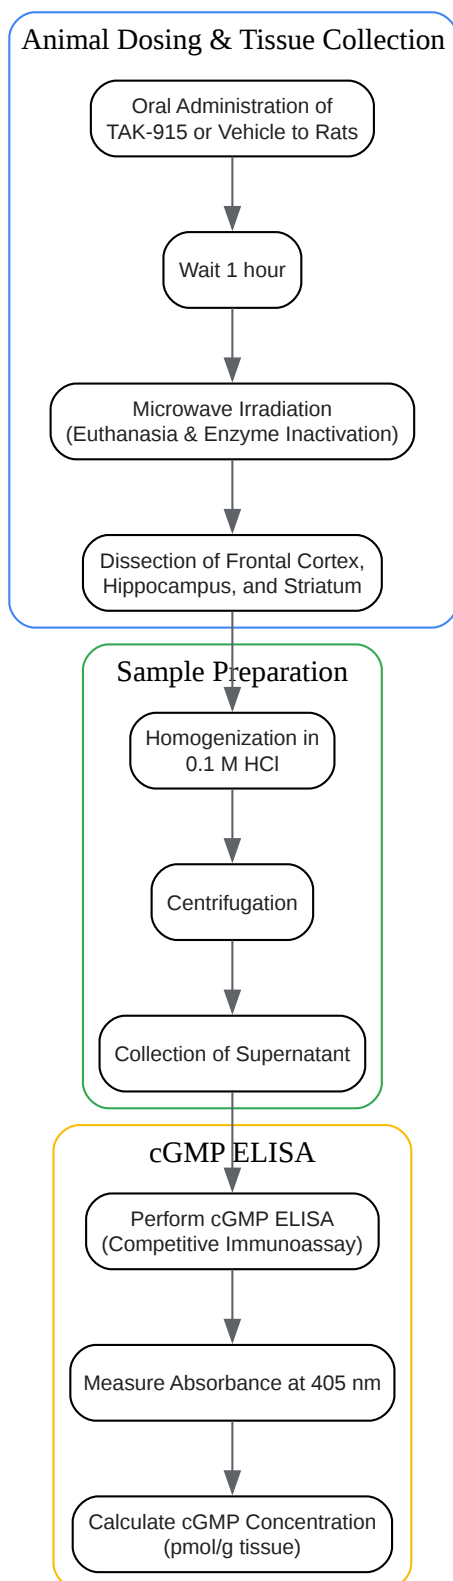 Animal Dosing & Tissue Collection
Oral Administration of
TAK-915 or Vehicle to Rats
Wait 1 hour
Microwave Irradiation
(Euthanasia & Enzyme Inactivation)
Dissection of Frontal Cortex,
Hippocampus, and Striatum
Sample Preparation
Homogenization in
0.1 M HCl
Centrifugation
Collection of Supernatant
cGMP ELISA
Perform cGMP ELISA
(Competitive Immunoassay)
Measure Absorbance at 405 nm
Calculate cGMP Concentration
(pmol/g tissue)